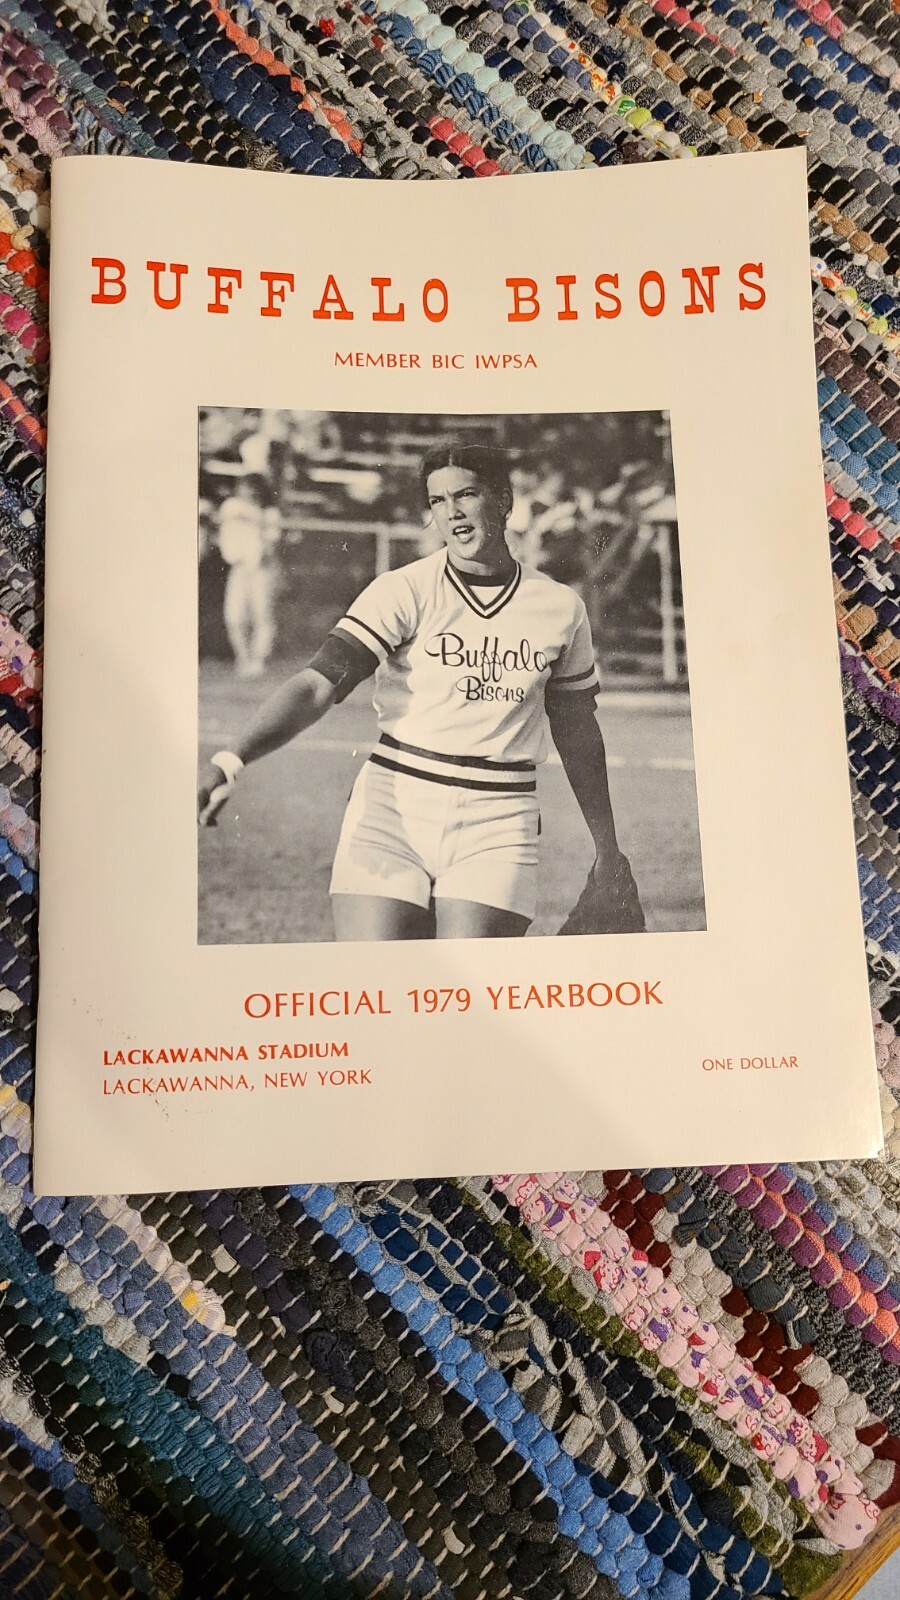 BUFFALO BISONS
MEMBER BIC IWPSA
Buffalo
Bisons
OFFICIAL 1979 YEARBOOK
LACKAWANNA STADIUM
LACKAWANNA, NEW YORK
ONE DOLLAR